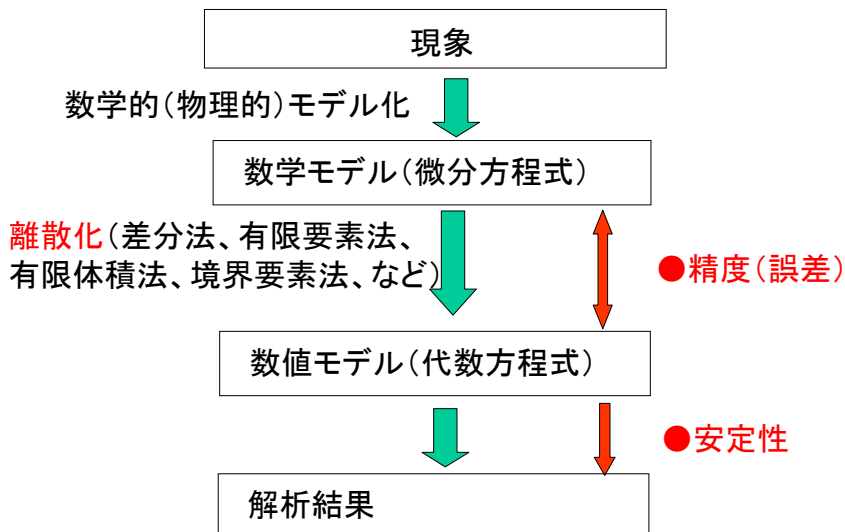 現象
数学的(物理的)モデル化
数学モデル(微分方程式)
離散化(差分法、有限要素法、
有限体積法、境界要素法、など)
●精度(誤差)
数値モデル(代数方程式)
●安定性
解析結果